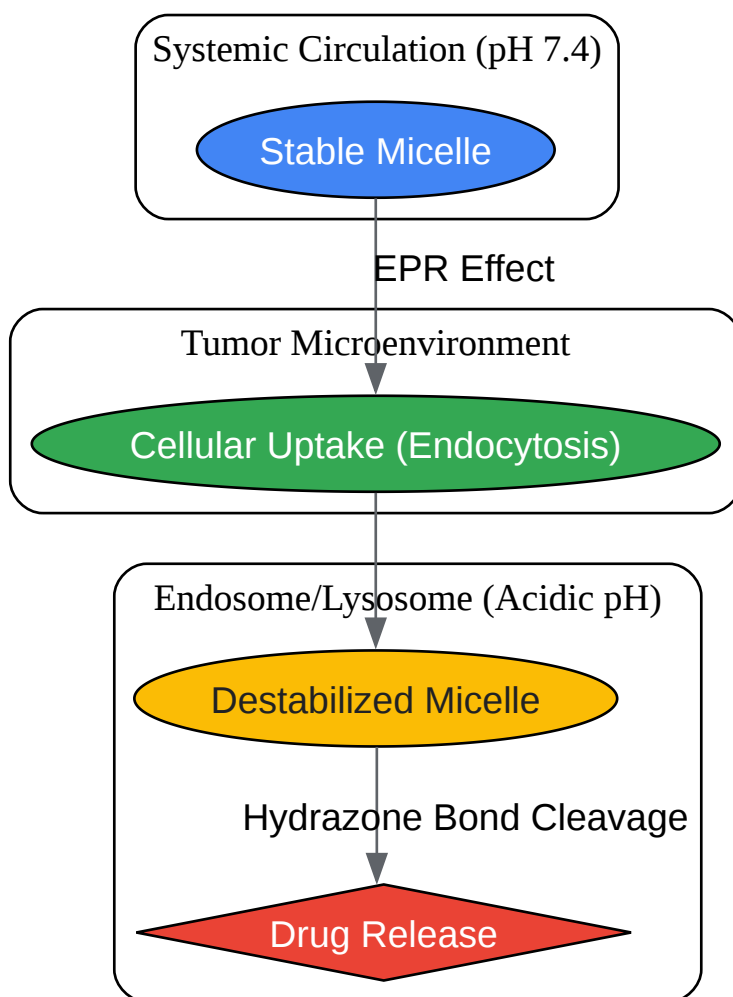 Systemic Circulation (pH 7.4)
Stable Micelle
EPR Effect
Tumor Microenvironment
Cellular Uptake (Endocytosis)
Endosome/Lysosome (Acidic pH)
Destabilized Micelle
Hydrazone Bond Cleavage
Drug Release